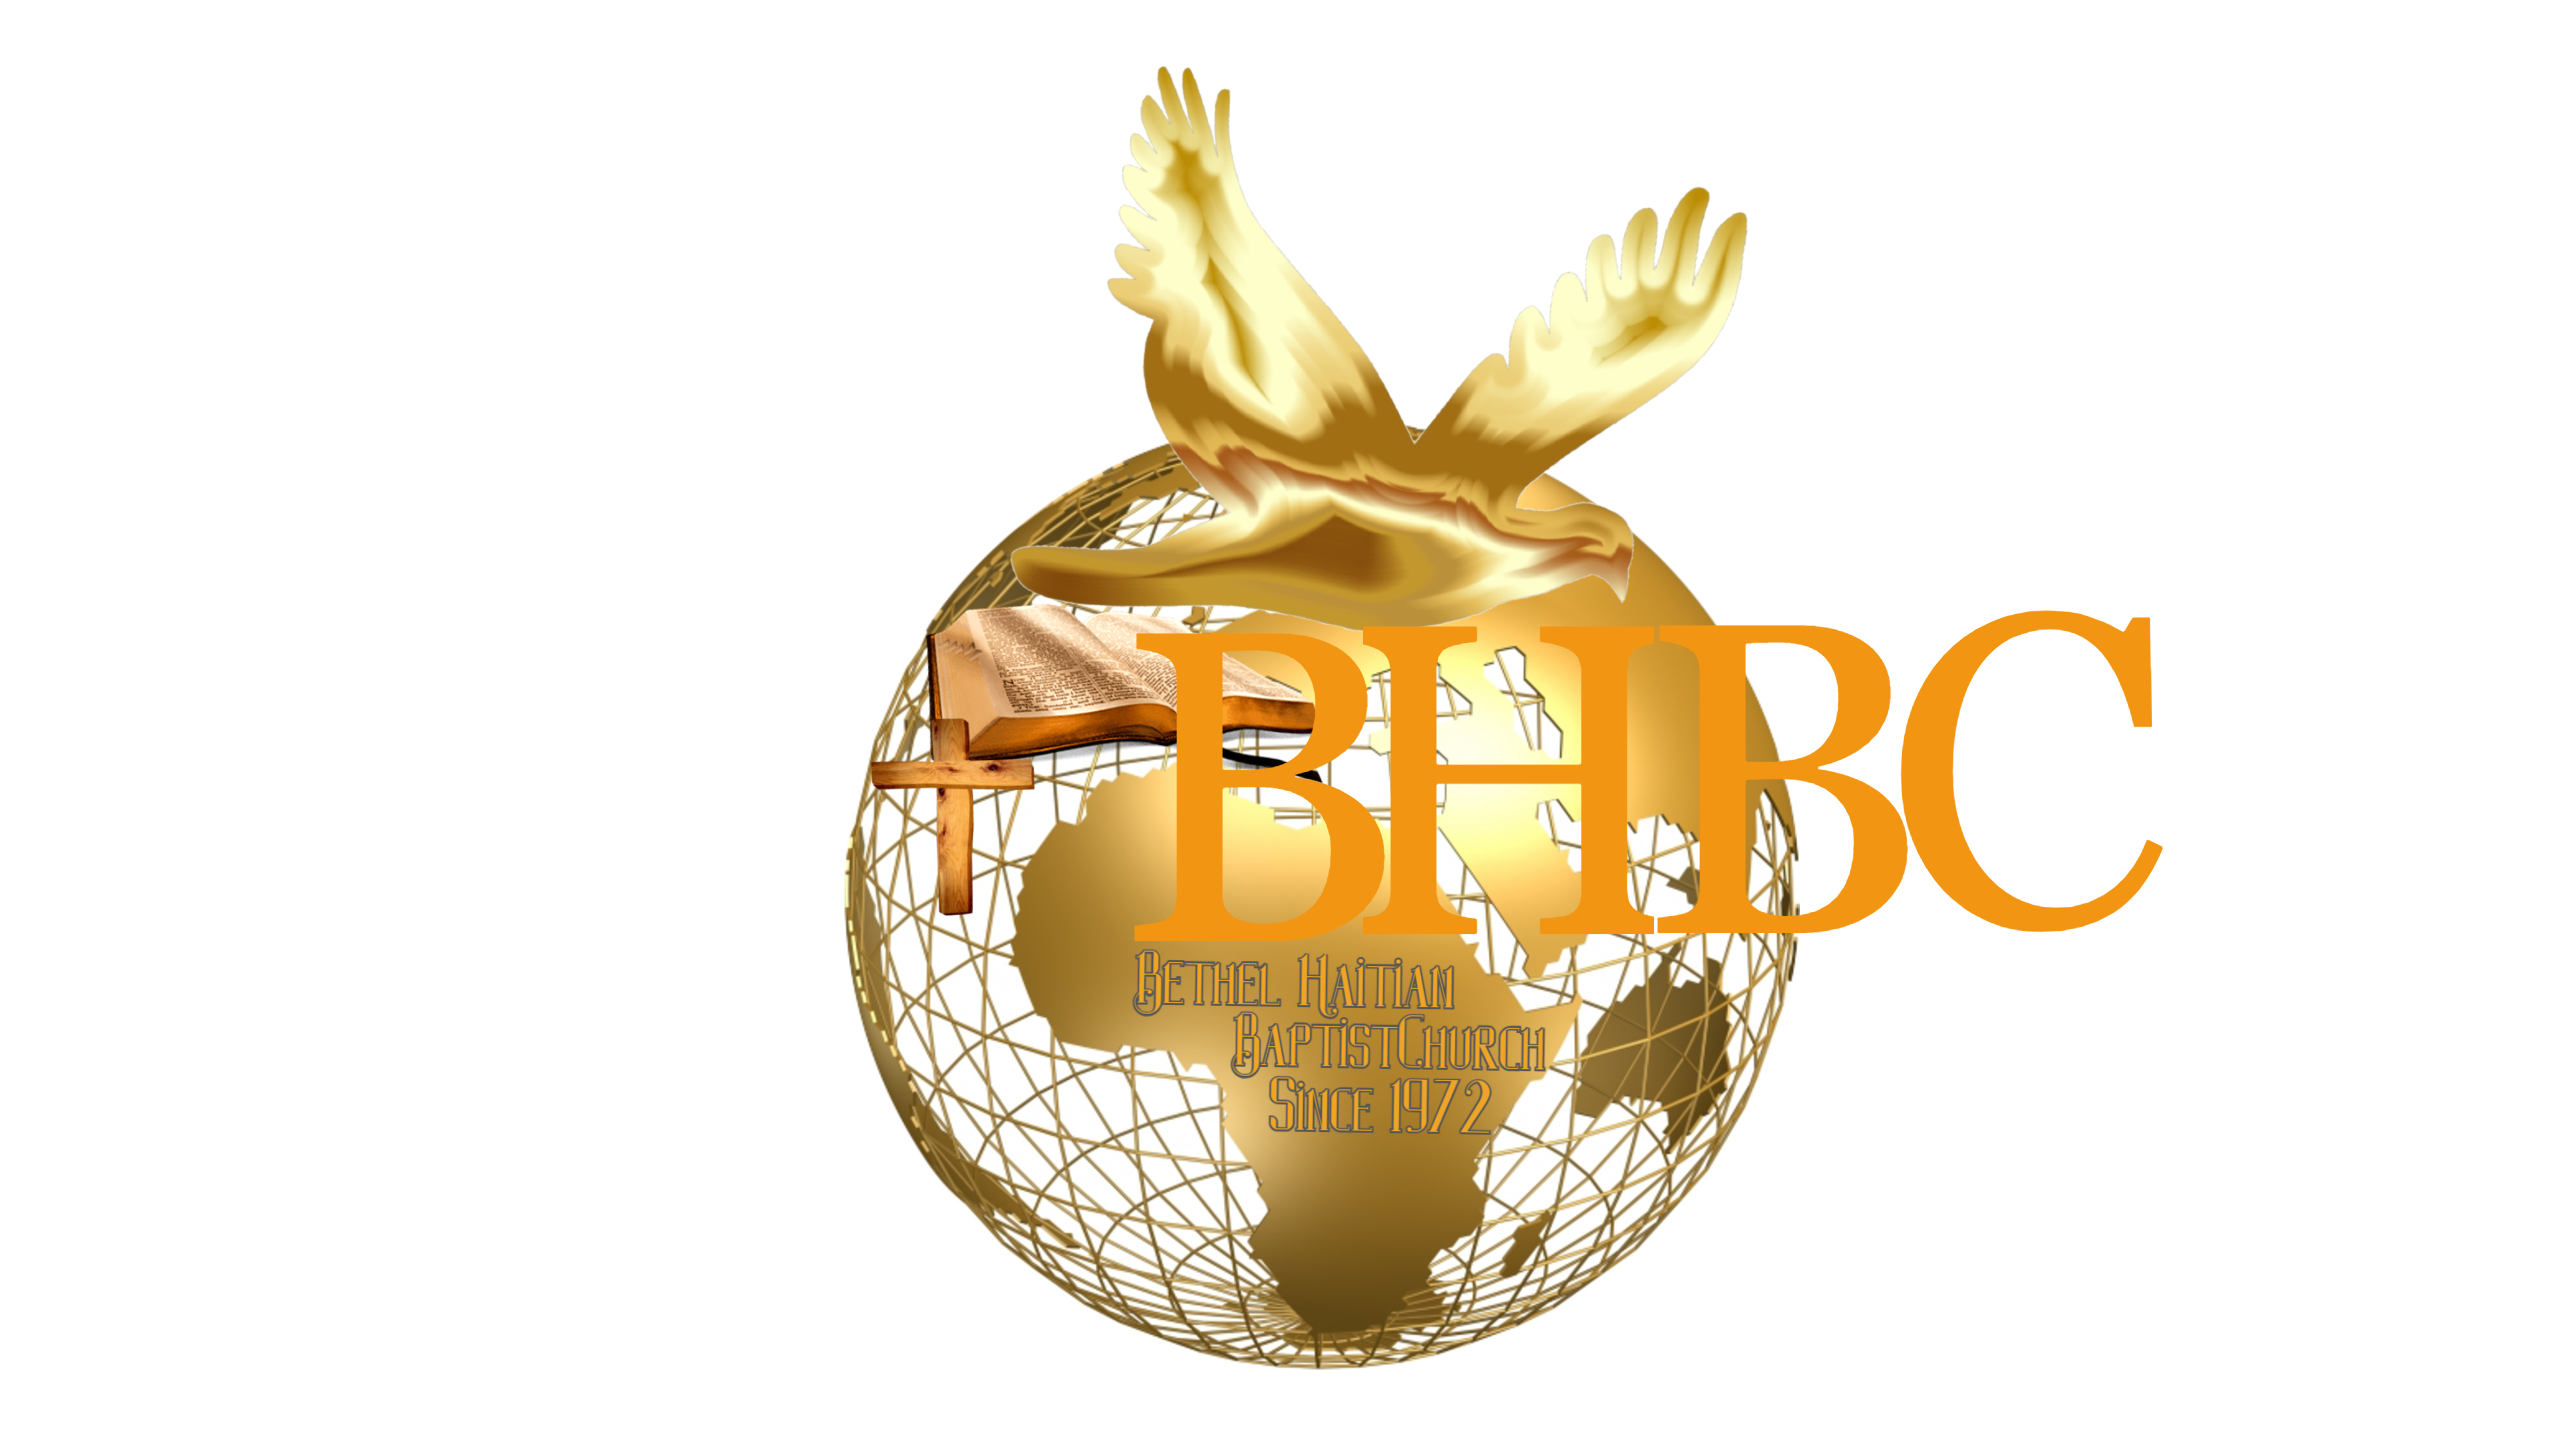 BHBC
Bethel Haitian
BaptistChurch
Since 1972